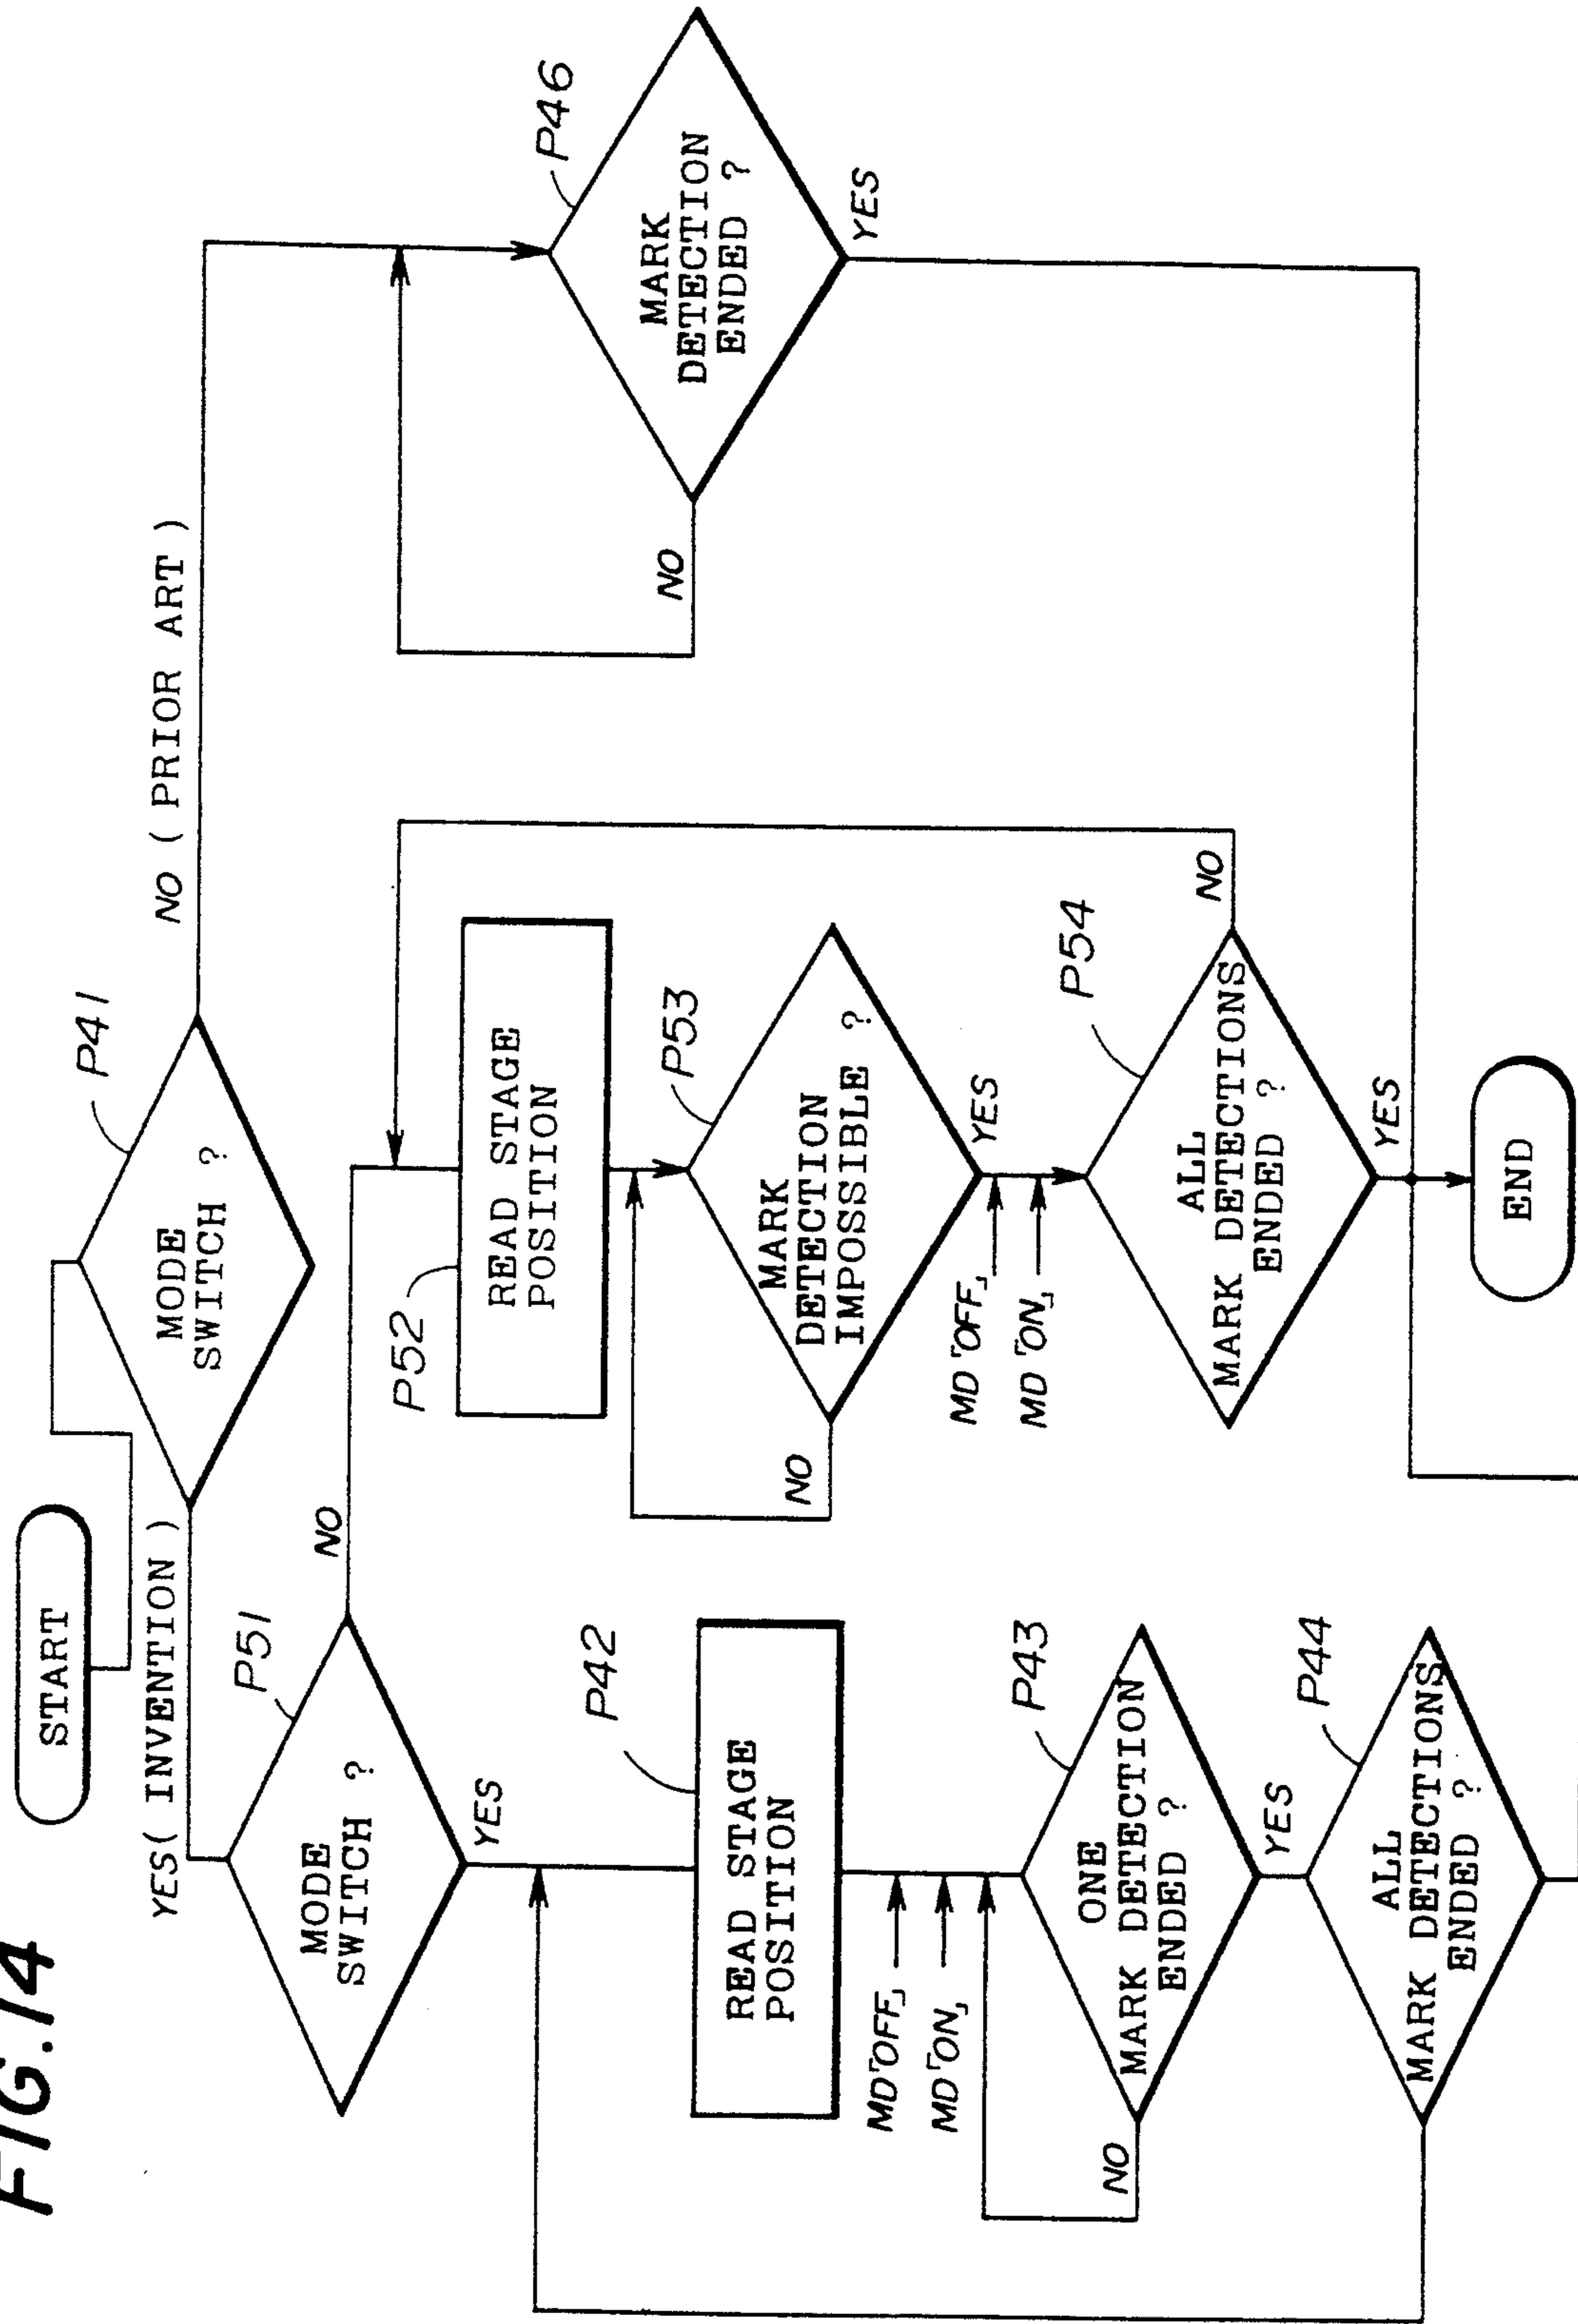 FIG.14
START
MODE
SWITCH ?
P41
YES( INVENTION )
NO ( PRIOR ART )
MODE
SWITCH ?
P51
NO
YES
READ STAGE
POSITION
P42
MD「OFF」
MD「ON」
ONE
MARK DETECTION
ENDED ?
P43
NO
YES
ALL
MARK DETECTIONS
ENDED ?
P44
READ STAGE
POSITION
P52
MARK
DETECTION
IMPOSSIBLE ?
P53
NO
YES
MD「OFF」
MD「ON」
ALL
MARK DETECTIONS
ENDED ?
P54
NO
YES
END
MARK
DETECTION
ENDED ?
P46
NO
YES